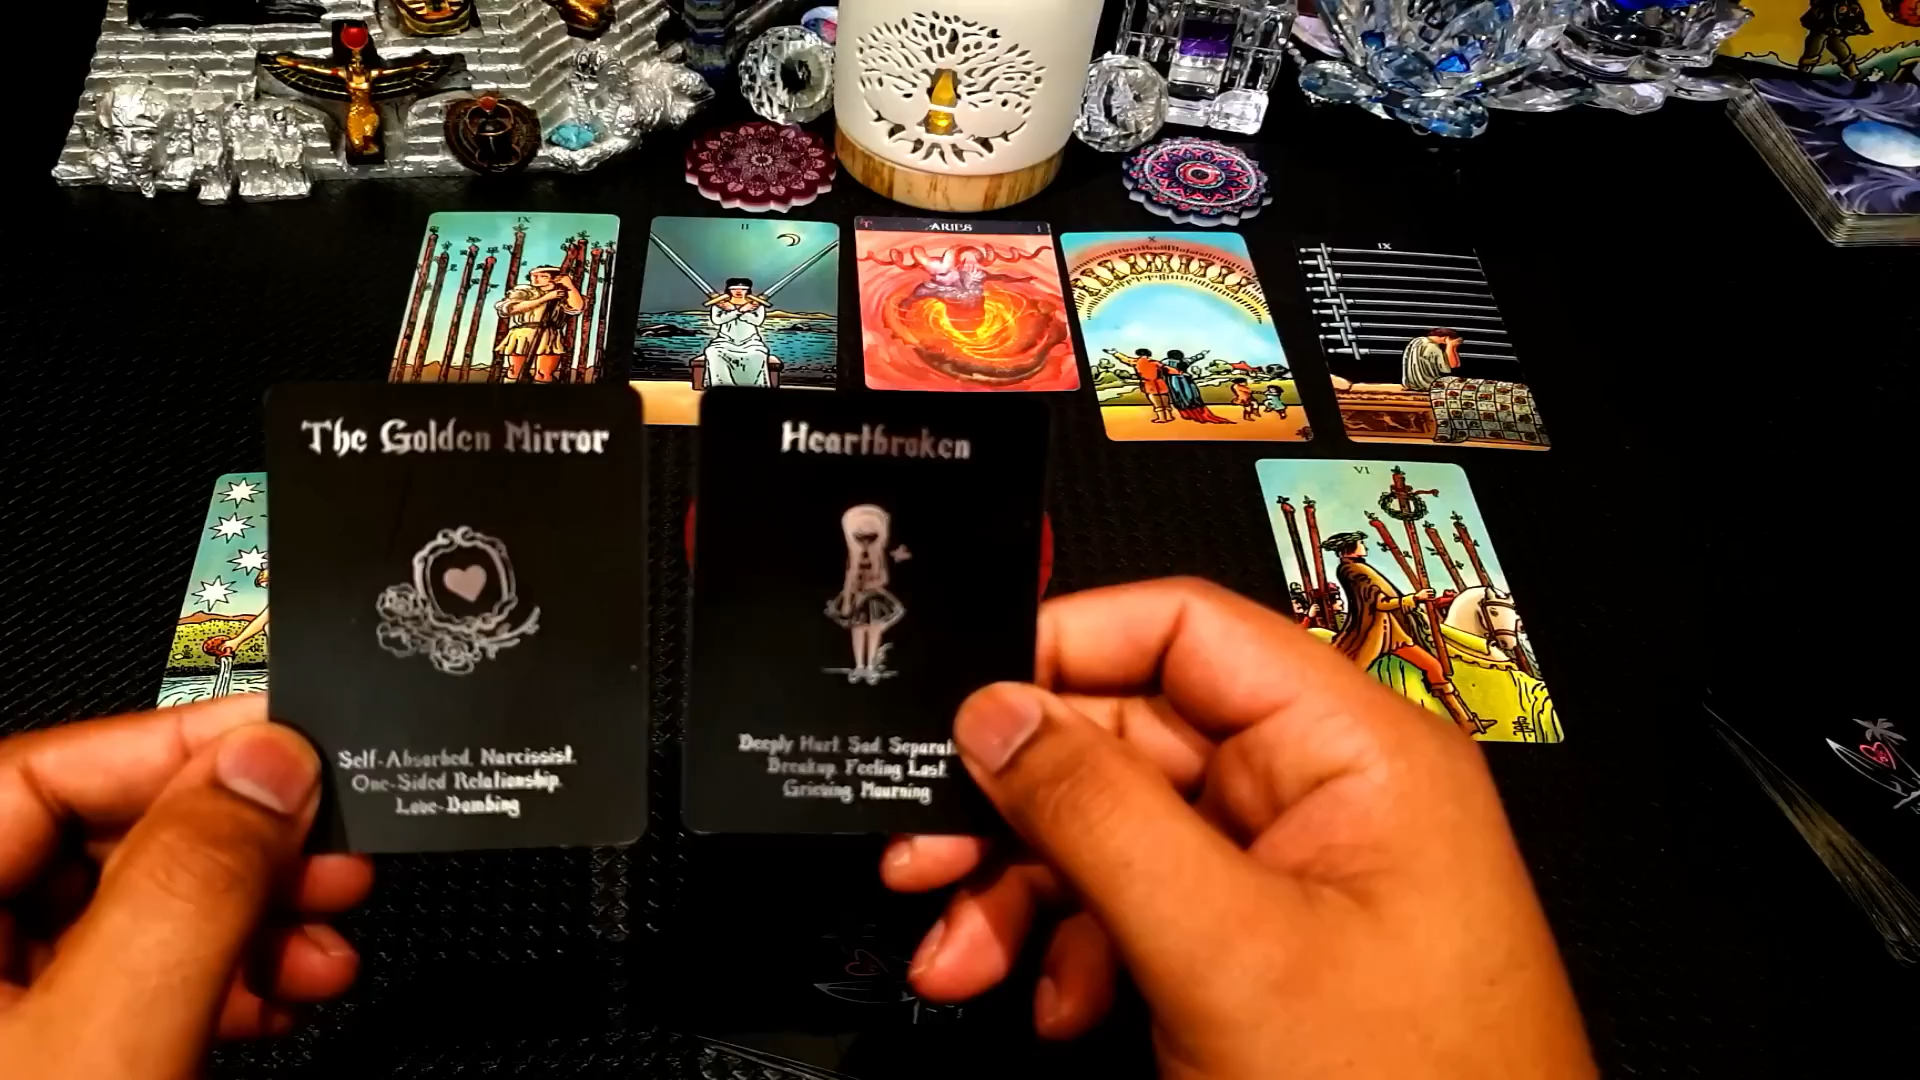 IX
II
ARIES
1
X
IX
VI
The Golden Mirror
Self-Absorbed, Narcissist,
One-Sided Relationship,
Love-Bombing
Heartbroken
Deeply Hurt, Sad, Separat
Breakup, Feeling Lost,
Grieving, Mourning